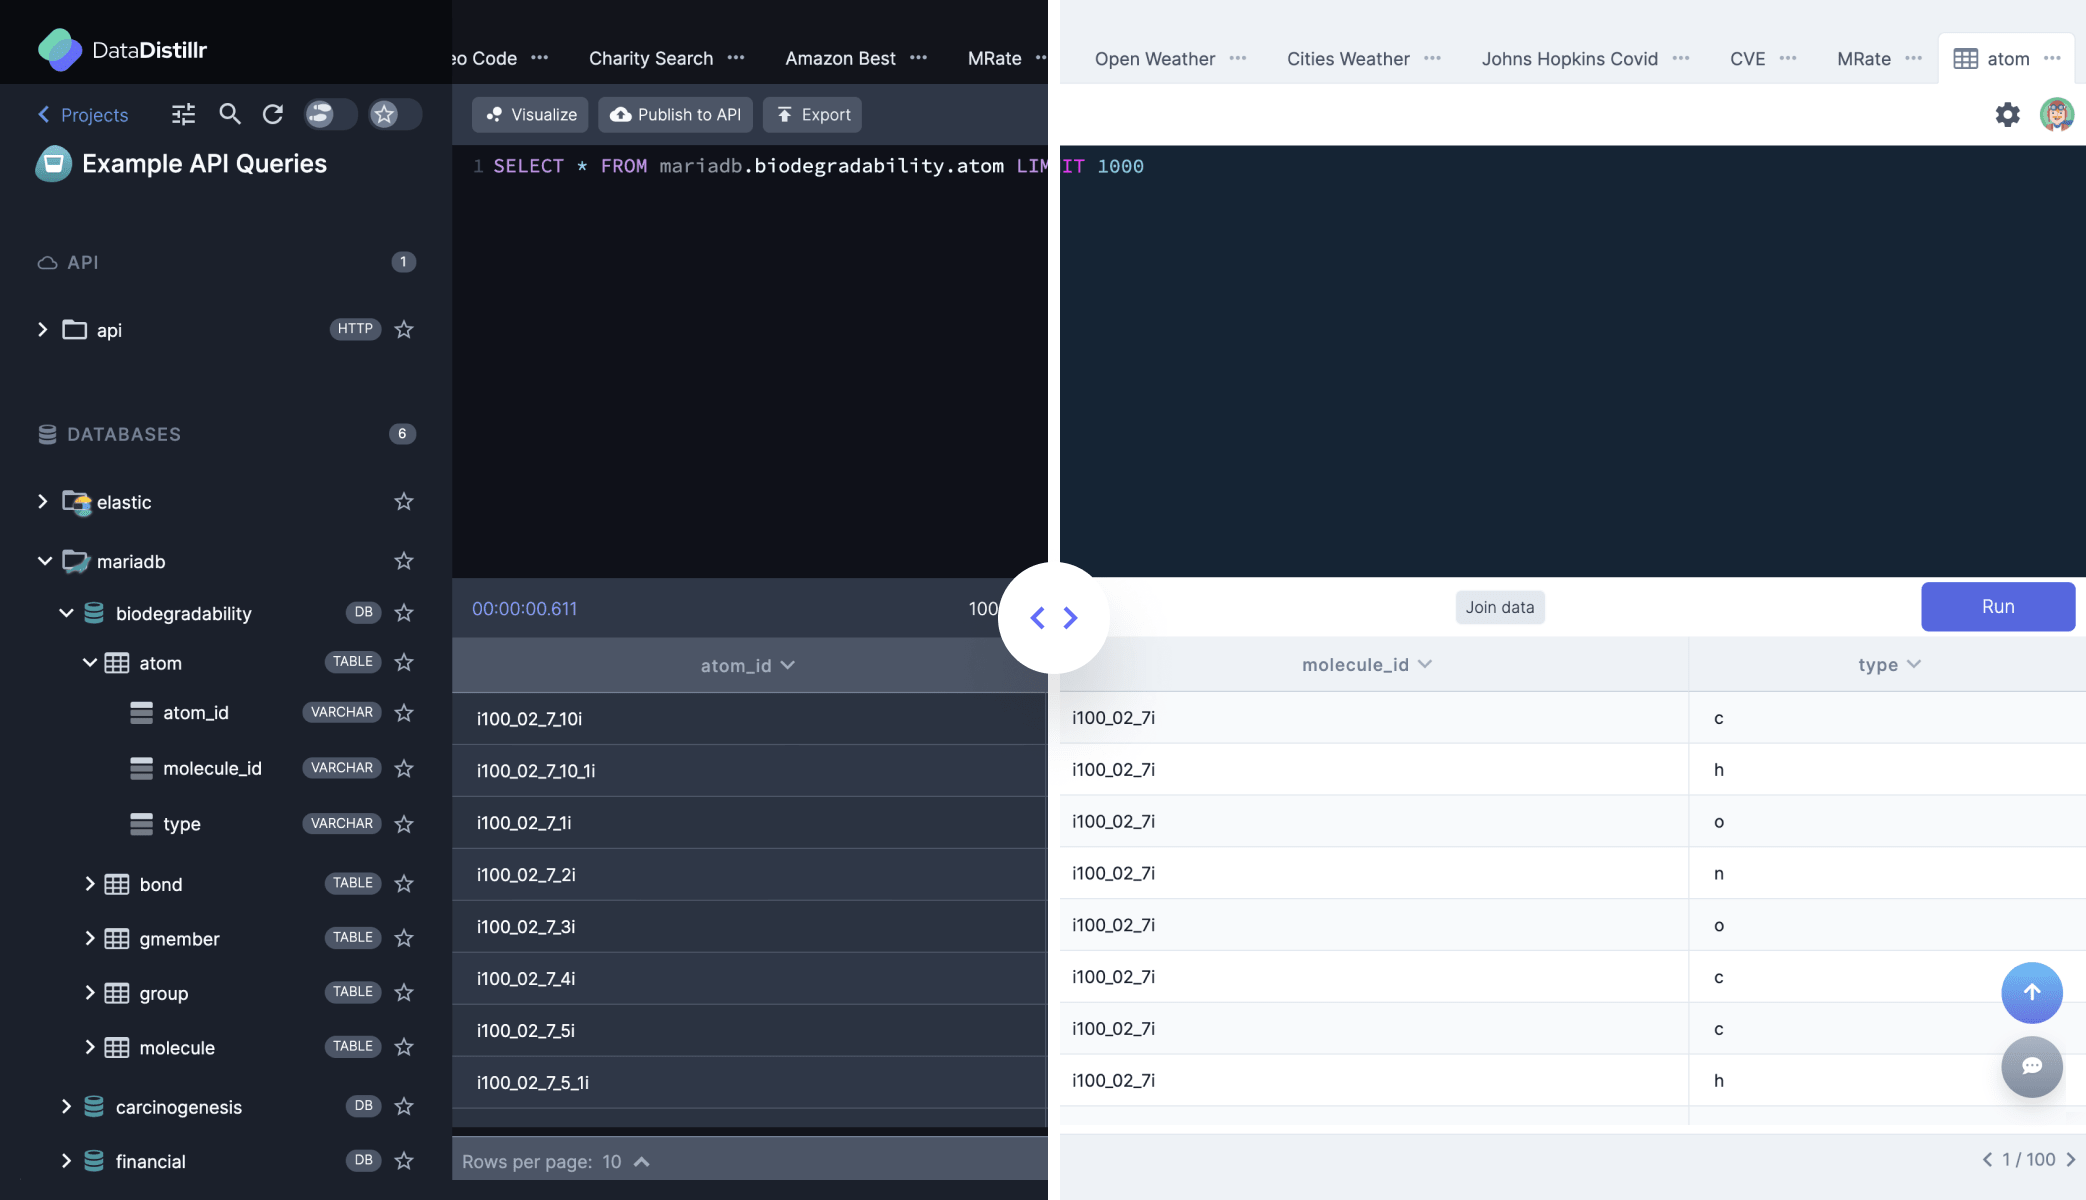 DataDistillr
eo Code ··· Charity Search ··· Amazon Best ··· MRate ·· Open Weather ··· Cities Weather ··· Johns Hopkins Covid ··· CVE ··· MRate ··· atom ···
Projects
Visualize Publish to API Export
Example API Queries
1 SELECT * FROM mariadb.biodegradability.atom LIMIT 1000
API 1
api HTTP
DATABASES 6
elastic
mariadb
biodegradability DB
atom TABLE
atom_id VARCHAR
molecule_id VARCHAR
type VARCHAR
bond TABLE
gmember TABLE
group TABLE
molecule TABLE
carcinogenesis DB
financial DB
00:00:00.611 100 Join data Run
atom_id molecule_id type
i100_02_7_10i i100_02_7i c
i100_02_7_10_1i i100_02_7i h
i100_02_7_1i i100_02_7i o
i100_02_7_2i i100_02_7i n
i100_02_7_3i i100_02_7i o
i100_02_7_4i i100_02_7i c
i100_02_7_5i i100_02_7i c
i100_02_7_5_1i i100_02_7i h
Rows per page: 10 1 / 100